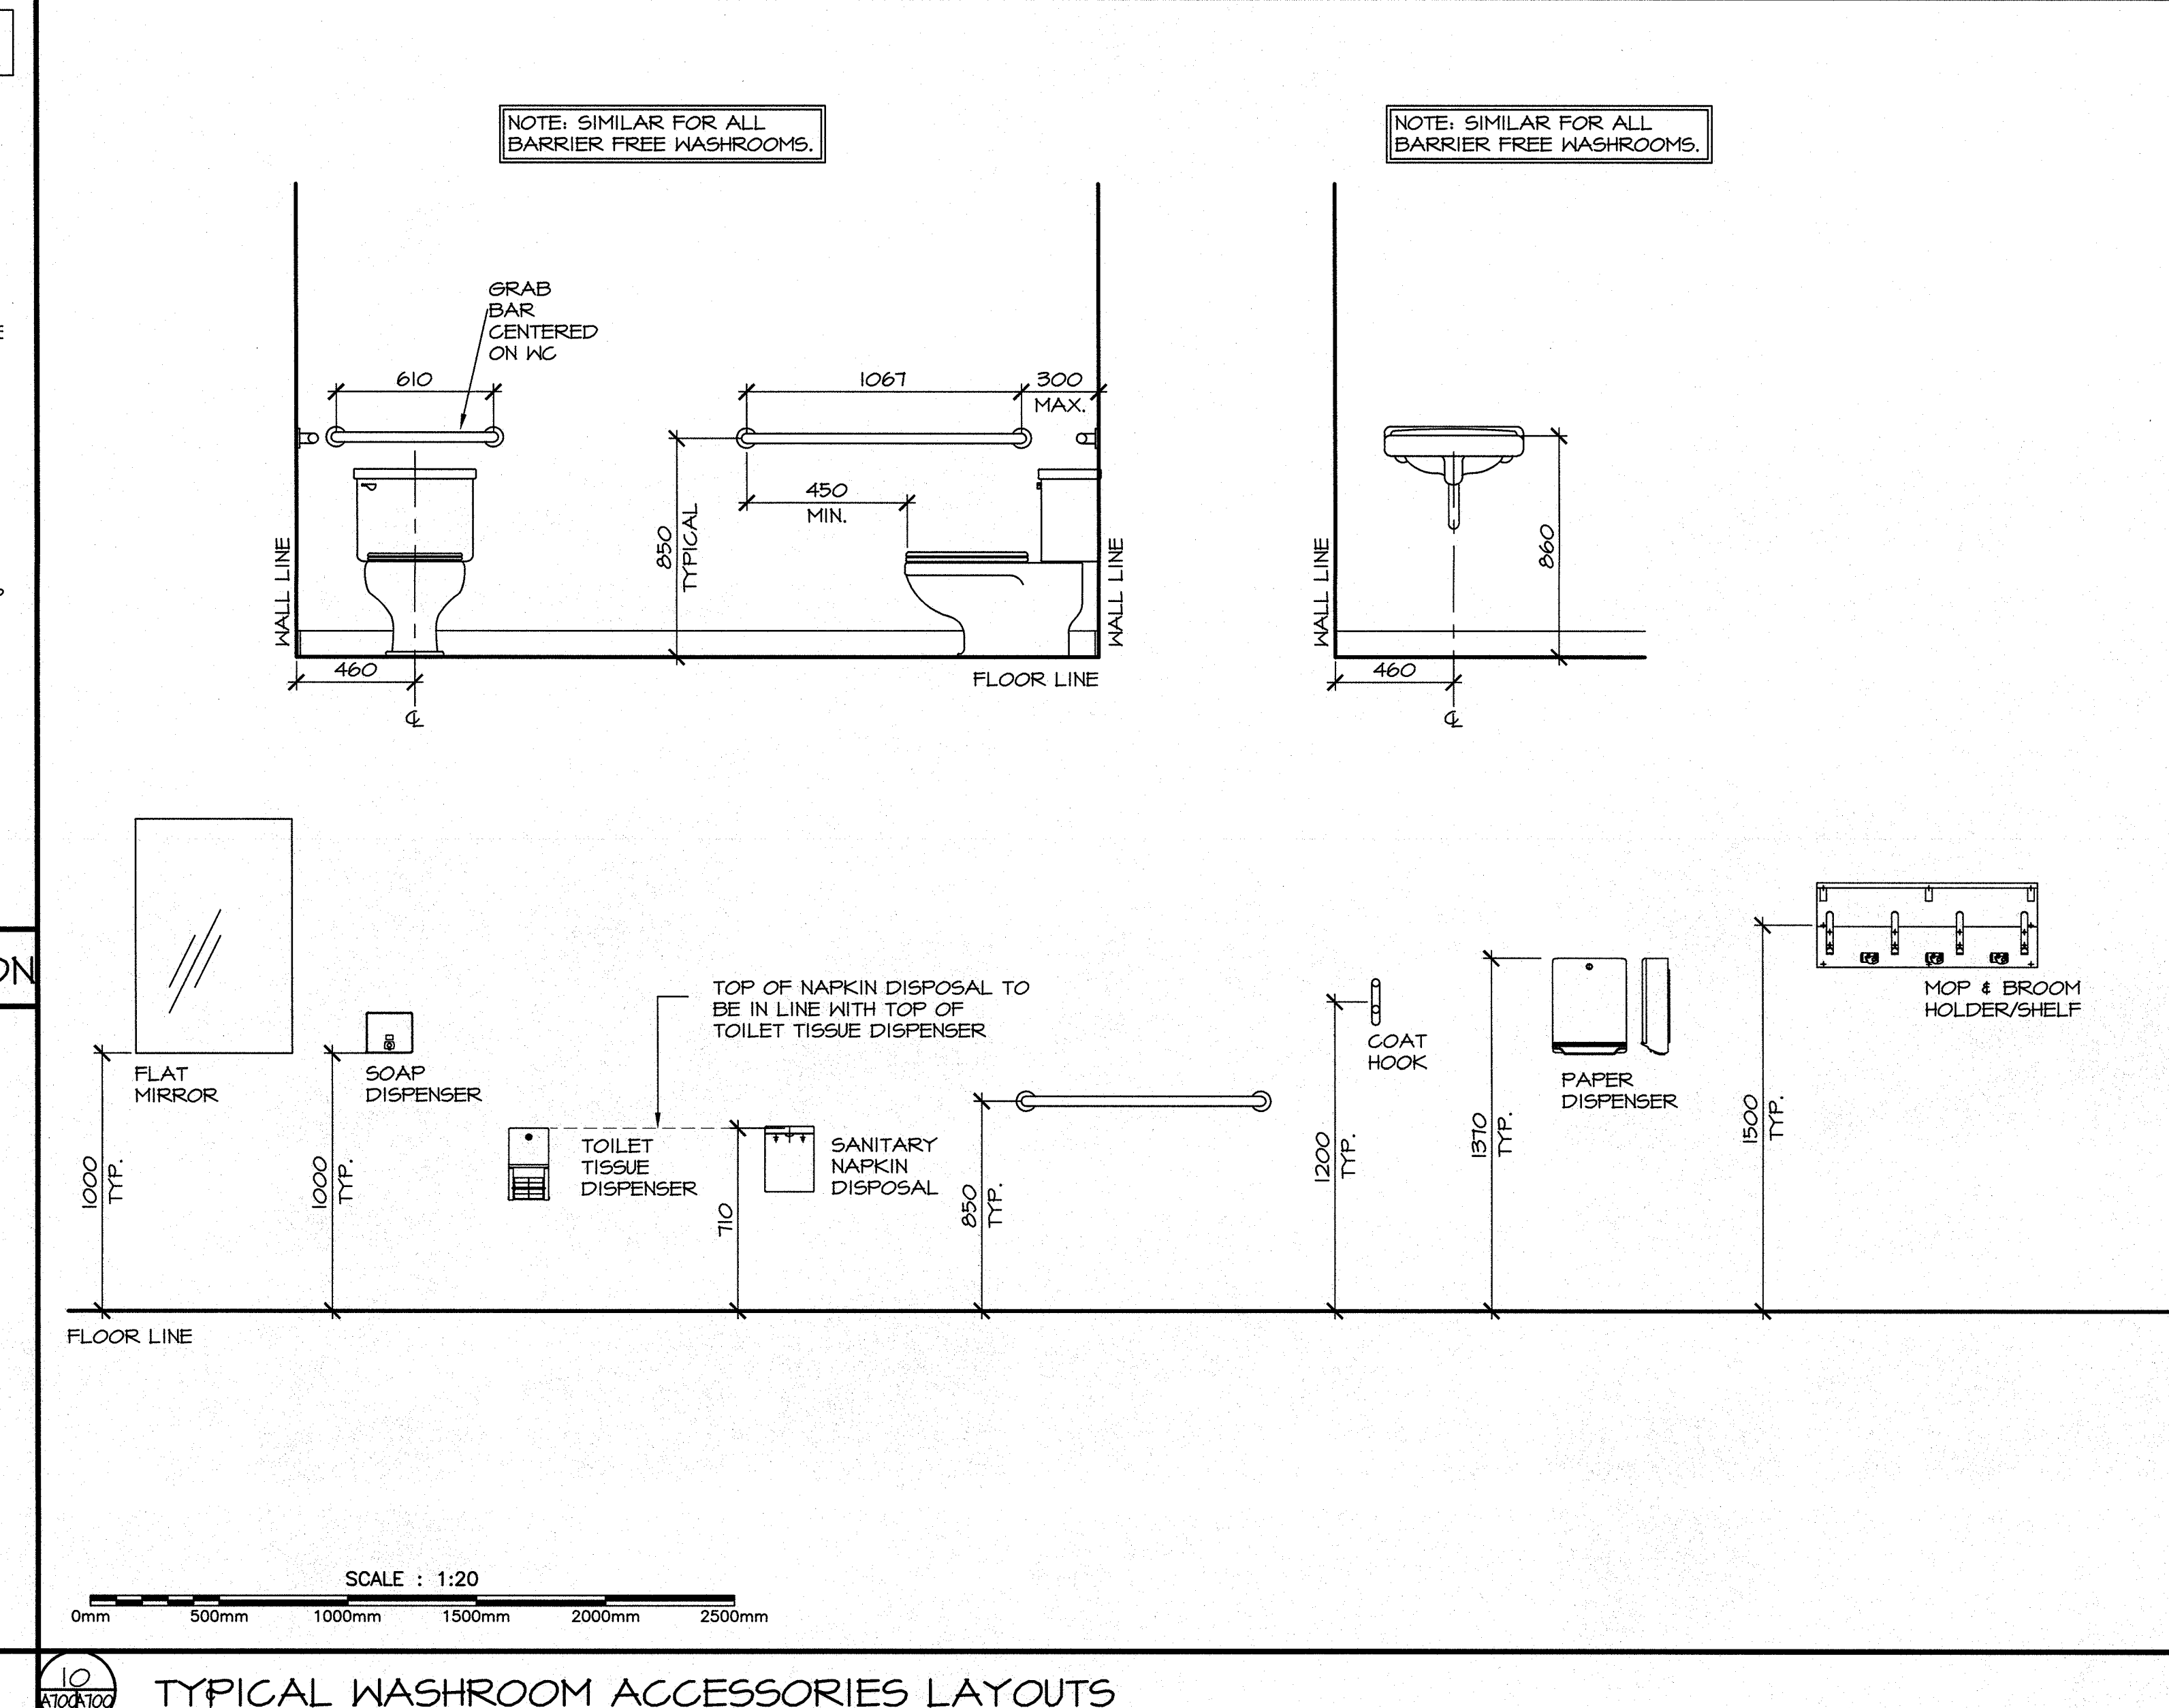 NOTE: SIMILAR FOR ALL
BARRIER FREE WASHROOMS.
NOTE: SIMILAR FOR ALL
BARRIER FREE WASHROOMS.
GRAB
BAR
CENTERED
ON WC
610
1067
300
MAX.
450
MIN.
850
TYPICAL
WALL LINE
WALL LINE
460
FLOOR LINE
℄
WALL LINE
860
460
℄
FLAT
MIRROR
1000
TYP.
SOAP
DISPENSER
1000
TYP.
TOP OF NAPKIN DISPOSAL TO
BE IN LINE WITH TOP OF
TOILET TISSUE DISPENSER
TOILET
TISSUE
DISPENSER
710
SANITARY
NAPKIN
DISPOSAL
850
TYP.
COAT
HOOK
1200
TYP.
PAPER
DISPENSER
1370
TYP.
MOP & BROOM
HOLDER/SHELF
1500
TYP.
FLOOR LINE
SCALE : 1:20
0mm 500mm 1000mm 1500mm 2000mm 2500mm
10
A700 A700
TYPICAL WASHROOM ACCESSORIES LAYOUTS